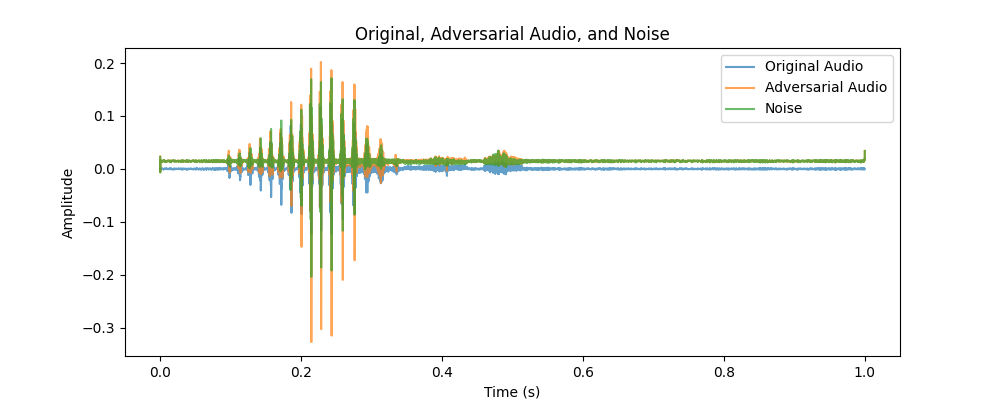 Original, Adversarial Audio, and Noise
Original Audio
Adversarial Audio
Noise
Amplitude
0.2
0.1
0.0
−0.1
−0.2
−0.3
0.0 0.2 0.4 0.6 0.8 1.0
Time (s)